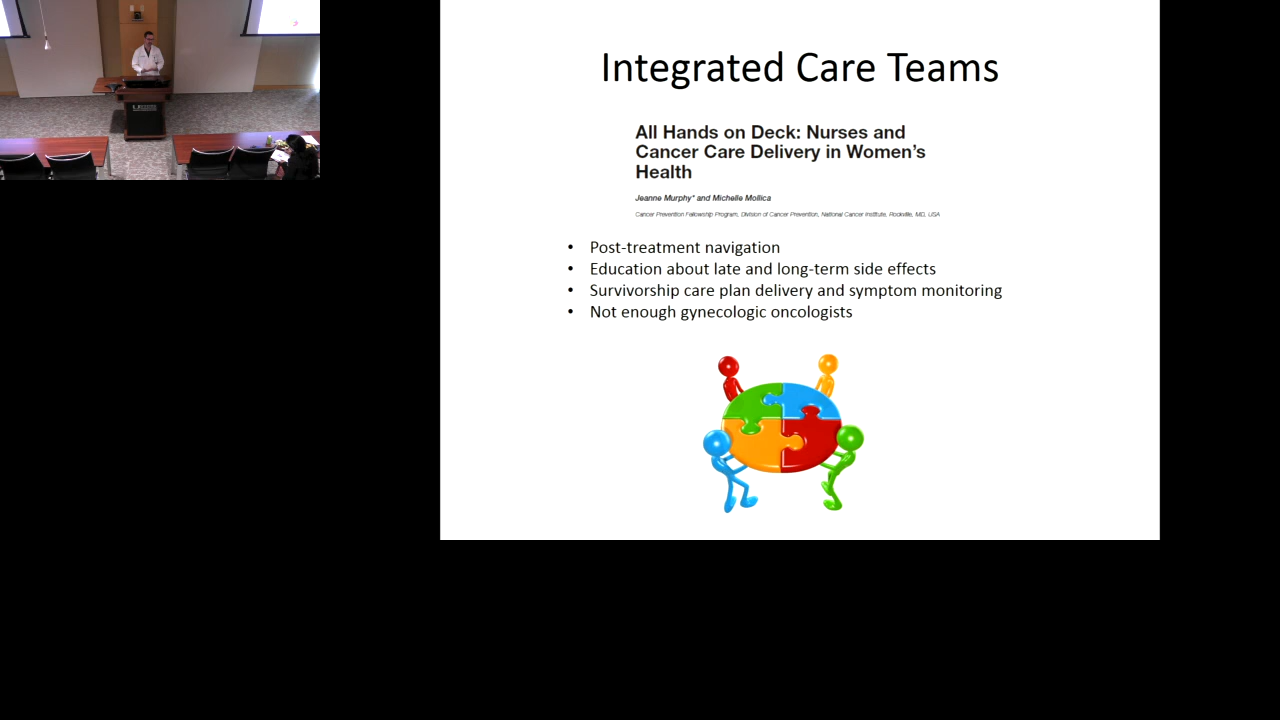 Integrated Care Teams
All Hands on Deck: Nurses and
Cancer Care Delivery in Women's
Health
Jeanne Murphy* and Michelle Mollica
Cancer Prevention Fellowship Program, Division of Cancer Prevention, National Cancer Institute, Rockville, MD, USA
• Post-treatment navigation
• Education about late and long-term side effects
• Survivorship care plan delivery and symptom monitoring
• Not enough gynecologic oncologists